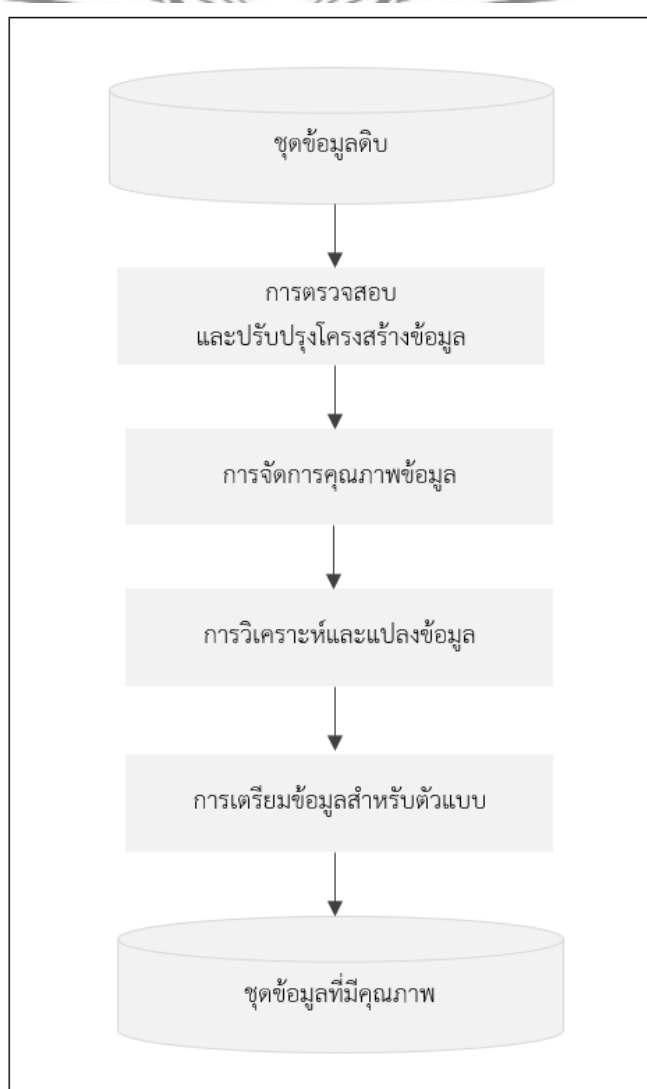 ชุดข้อมูลดิบ
การตรวจสอบ
และปรับปรุงโครงสร้างข้อมูล
การจัดการคุณภาพข้อมูล
การวิเคราะห์และแปลงข้อมูล
การเตรียมข้อมูลสำหรับตัวแบบ
ชุดข้อมูลที่มีคุณภาพ